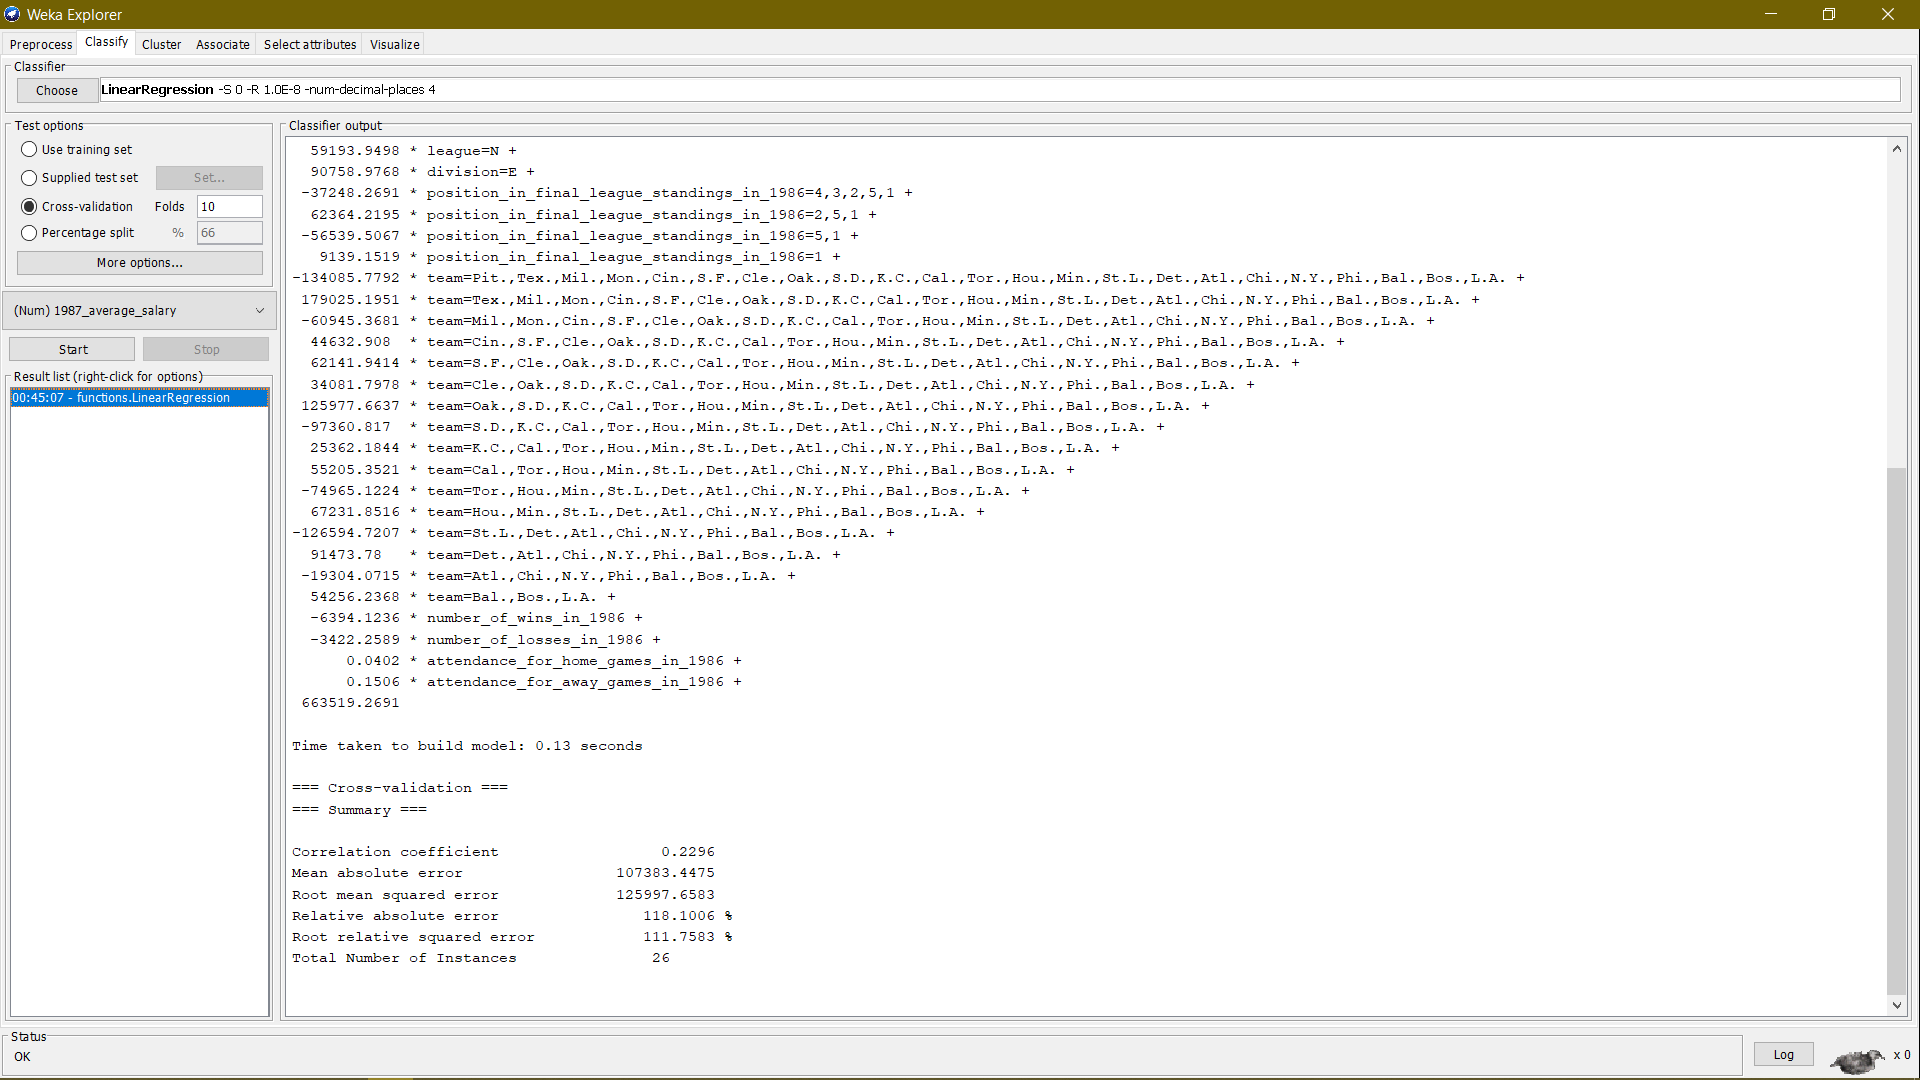 Weka Explorer
Preprocess Classify Cluster Associate Select attributes Visualize
Classifier
Choose LinearRegression -S 0 -R 1.0E-8 -num-decimal-places 4
Test options
Use training set
Supplied test set Set...
Cross-validation Folds 10
Percentage split % 66
More options...
(Num) 1987_average_salary
Start Stop
Result list (right-click for options)
00:45:07 - functions.LinearRegression
Classifier output
59193.9498 * league=N +
90758.9768 * division=E +
-37248.2691 * position_in_final_league_standings_in_1986=4,3,2,5,1 +
62364.2195 * position_in_final_league_standings_in_1986=2,5,1 +
-56539.5067 * position_in_final_league_standings_in_1986=5,1 +
9139.1519 * position_in_final_league_standings_in_1986=1 +
-134085.7792 * team=Pit.,Tex.,Mil.,Mon.,Cin.,S.F.,Cle.,Oak.,S.D.,K.C.,Cal.,Tor.,Hou.,Min.,St.L.,Det.,Atl.,Chi.,N.Y.,Phi.,Bal.,Bos.,L.A. +
179025.1951 * team=Tex.,Mil.,Mon.,Cin.,S.F.,Cle.,Oak.,S.D.,K.C.,Cal.,Tor.,Hou.,Min.,St.L.,Det.,Atl.,Chi.,N.Y.,Phi.,Bal.,Bos.,L.A. +
-60945.3681 * team=Mil.,Mon.,Cin.,S.F.,Cle.,Oak.,S.D.,K.C.,Cal.,Tor.,Hou.,Min.,St.L.,Det.,Atl.,Chi.,N.Y.,Phi.,Bal.,Bos.,L.A. +
44632.908 * team=Cin.,S.F.,Cle.,Oak.,S.D.,K.C.,Cal.,Tor.,Hou.,Min.,St.L.,Det.,Atl.,Chi.,N.Y.,Phi.,Bal.,Bos.,L.A. +
62141.9414 * team=S.F.,Cle.,Oak.,S.D.,K.C.,Cal.,Tor.,Hou.,Min.,St.L.,Det.,Atl.,Chi.,N.Y.,Phi.,Bal.,Bos.,L.A. +
34081.7978 * team=Cle.,Oak.,S.D.,K.C.,Cal.,Tor.,Hou.,Min.,St.L.,Det.,Atl.,Chi.,N.Y.,Phi.,Bal.,Bos.,L.A. +
125977.6637 * team=Oak.,S.D.,K.C.,Cal.,Tor.,Hou.,Min.,St.L.,Det.,Atl.,Chi.,N.Y.,Phi.,Bal.,Bos.,L.A. +
-97360.817 * team=S.D.,K.C.,Cal.,Tor.,Hou.,Min.,St.L.,Det.,Atl.,Chi.,N.Y.,Phi.,Bal.,Bos.,L.A. +
25362.1844 * team=K.C.,Cal.,Tor.,Hou.,Min.,St.L.,Det.,Atl.,Chi.,N.Y.,Phi.,Bal.,Bos.,L.A. +
55205.3521 * team=Cal.,Tor.,Hou.,Min.,St.L.,Det.,Atl.,Chi.,N.Y.,Phi.,Bal.,Bos.,L.A. +
-74965.1224 * team=Tor.,Hou.,Min.,St.L.,Det.,Atl.,Chi.,N.Y.,Phi.,Bal.,Bos.,L.A. +
67231.8516 * team=Hou.,Min.,St.L.,Det.,Atl.,Chi.,N.Y.,Phi.,Bal.,Bos.,L.A. +
-126594.7207 * team=St.L.,Det.,Atl.,Chi.,N.Y.,Phi.,Bal.,Bos.,L.A. +
91473.78 * team=Det.,Atl.,Chi.,N.Y.,Phi.,Bal.,Bos.,L.A. +
-19304.0715 * team=Atl.,Chi.,N.Y.,Phi.,Bal.,Bos.,L.A. +
54256.2368 * team=Bal.,Bos.,L.A. +
-6394.1236 * number_of_wins_in_1986 +
-3422.2589 * number_of_losses_in_1986 +
0.0402 * attendance_for_home_games_in_1986 +
0.1506 * attendance_for_away_games_in_1986 +
663519.2691
Time taken to build model: 0.13 seconds
=== Cross-validation ===
=== Summary ===
Correlation coefficient 0.2296
Mean absolute error 107383.4475
Root mean squared error 125997.6583
Relative absolute error 118.1006 %
Root relative squared error 111.7583 %
Total Number of Instances 26
Status
OK
Log x 0